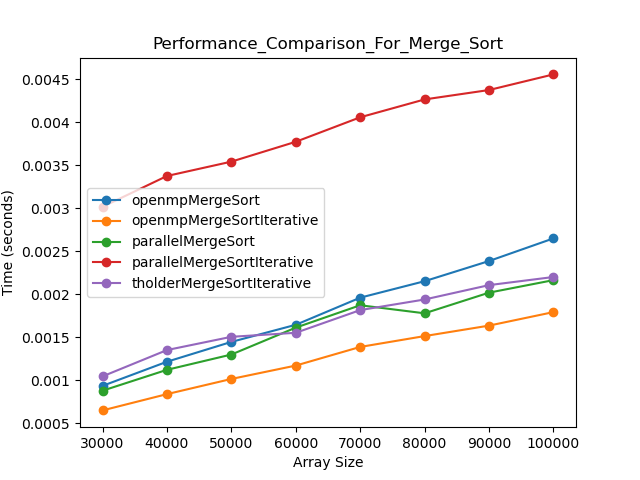 Performance_Comparison_For_Merge_Sort
0.0045
0.004
0.0035
0.003
0.0025
0.002
0.0015
0.001
0.0005
Time (seconds)
openmpMergeSort
openmpMergeSortIterative
parallelMergeSort
parallelMergeSortIterative
tholderMergeSortIterative
30000 40000 50000 60000 70000 80000 90000 100000
Array Size